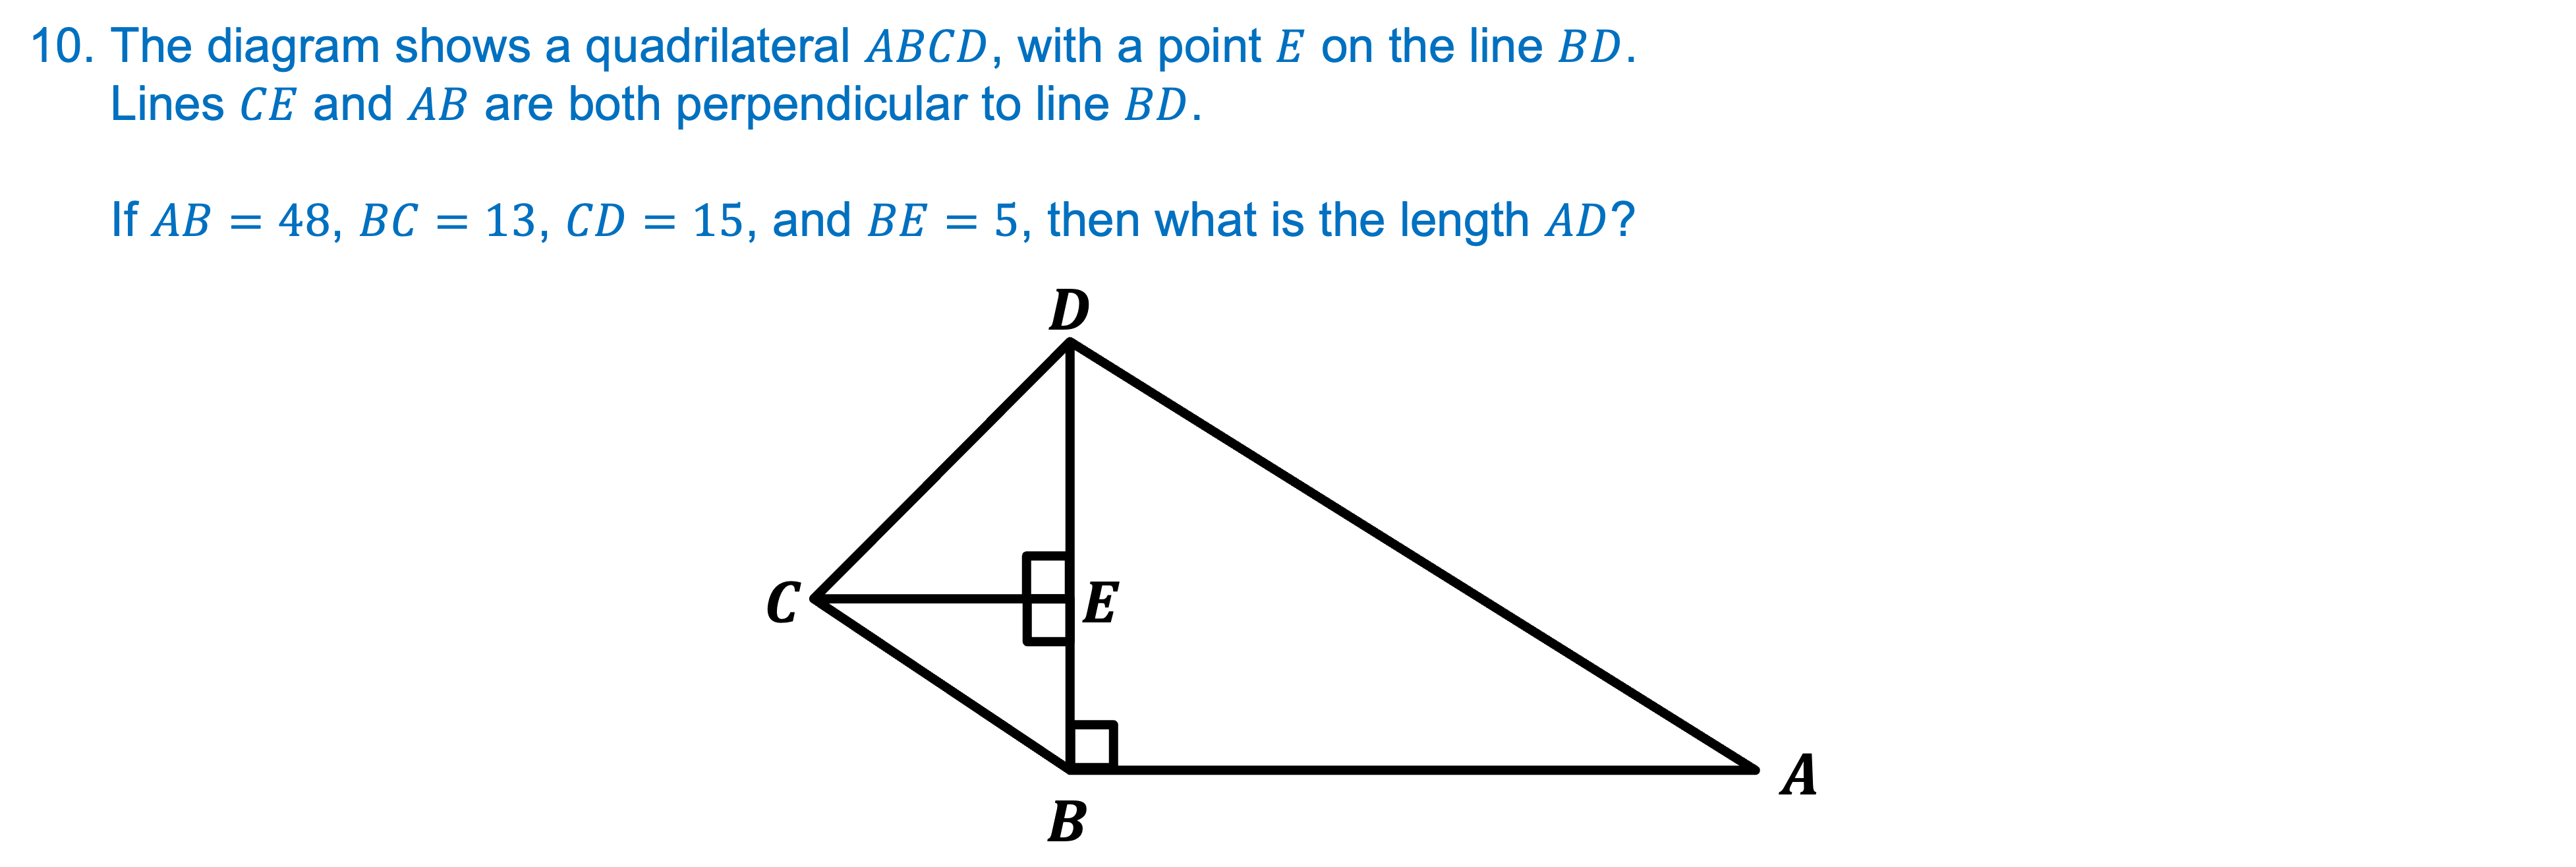 10. The diagram shows a quadrilateral ABCD, with a point E on the line BD.
Lines CE and AB are both perpendicular to line BD.
If AB = 48, BC = 13, CD = 15, and BE = 5, then what is the length AD?
D
C
E
A
B